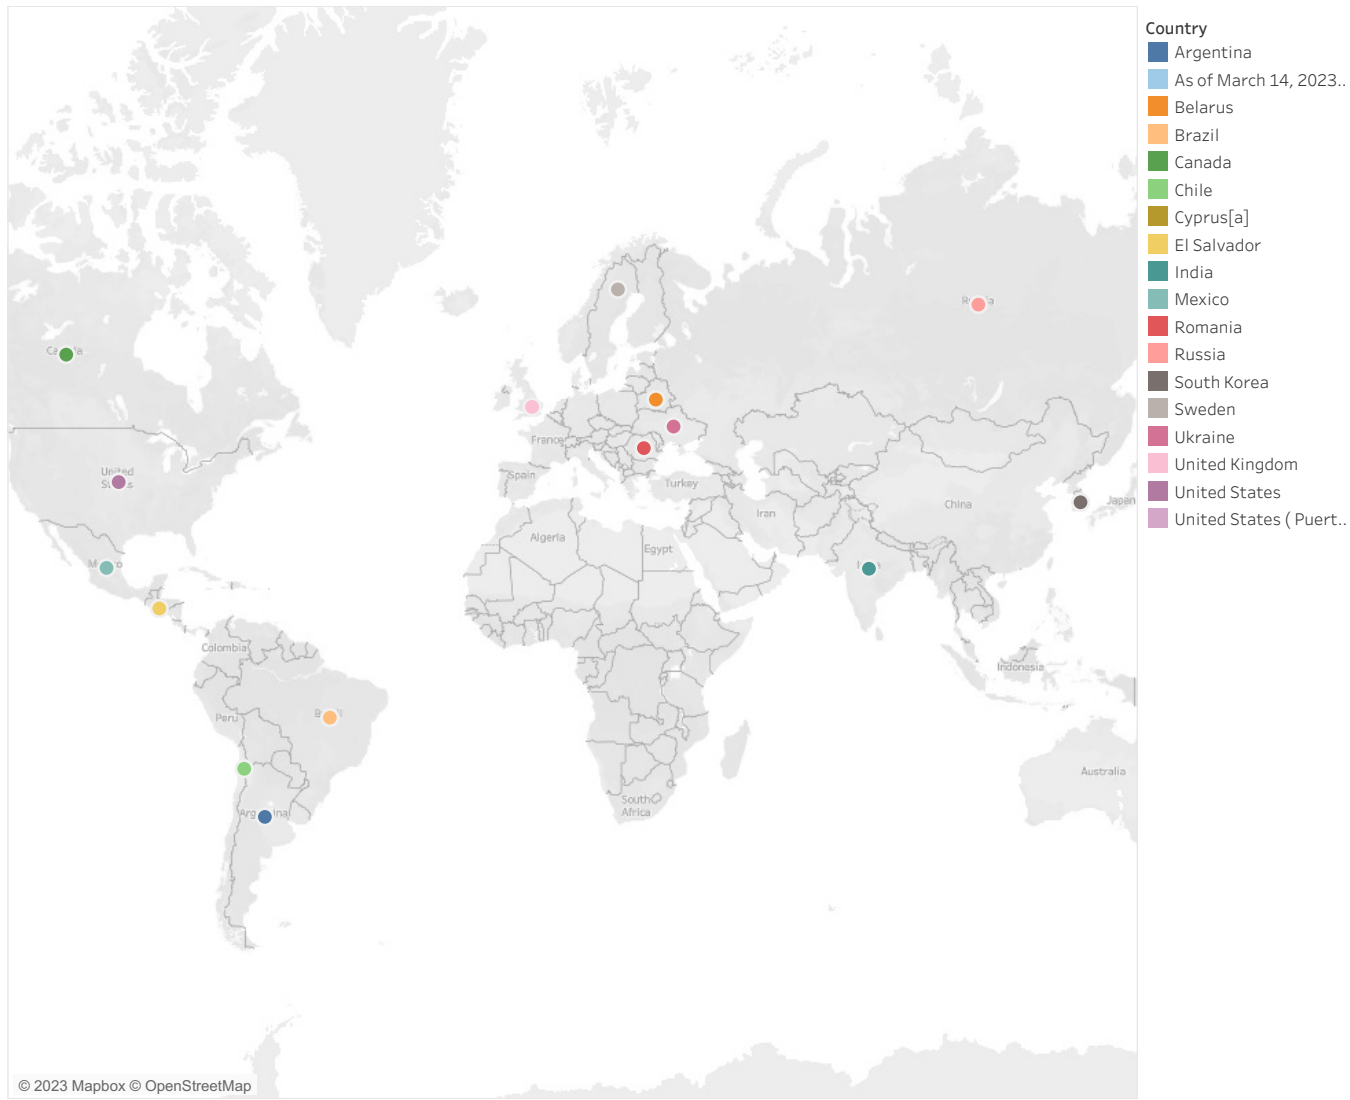 Country
Argentina
As of March 14, 2023..
Belarus
Brazil
Canada
Chile
Cyprus[a]
El Salvador
India
Mexico
Romania
Russia
South Korea
Sweden
Ukraine
United Kingdom
United States
United States ( Puert..
United
France
Spain
Turkey
Iran
China
Japan
Algeria
Egypt
Colombia
Peru
Indonesia
South
Africa
Australia
© 2023 Mapbox © OpenStreetMap